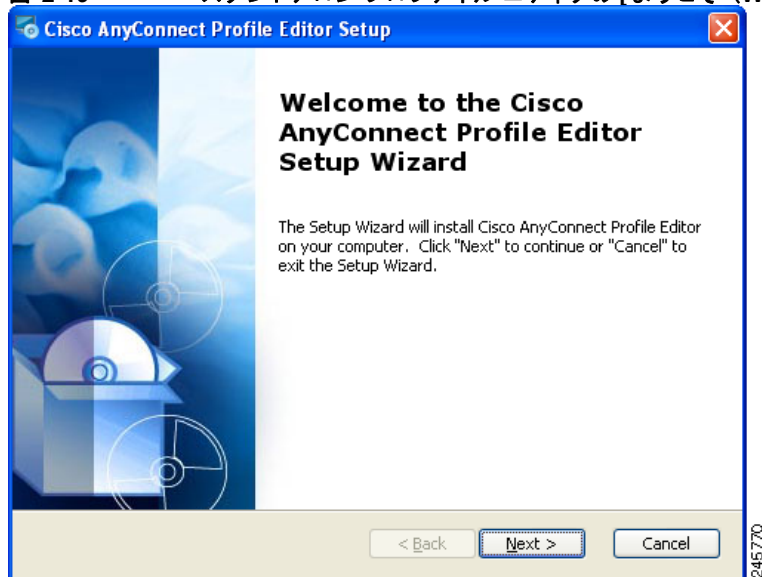 Cisco AnyConnect Profile Editor Setup
Welcome to the Cisco
AnyConnect Profile Editor
Setup Wizard
The Setup Wizard will install Cisco AnyConnect Profile Editor
on your computer. Click "Next" to continue or "Cancel" to
exit the Setup Wizard.
< Back
Next >
Cancel
245770